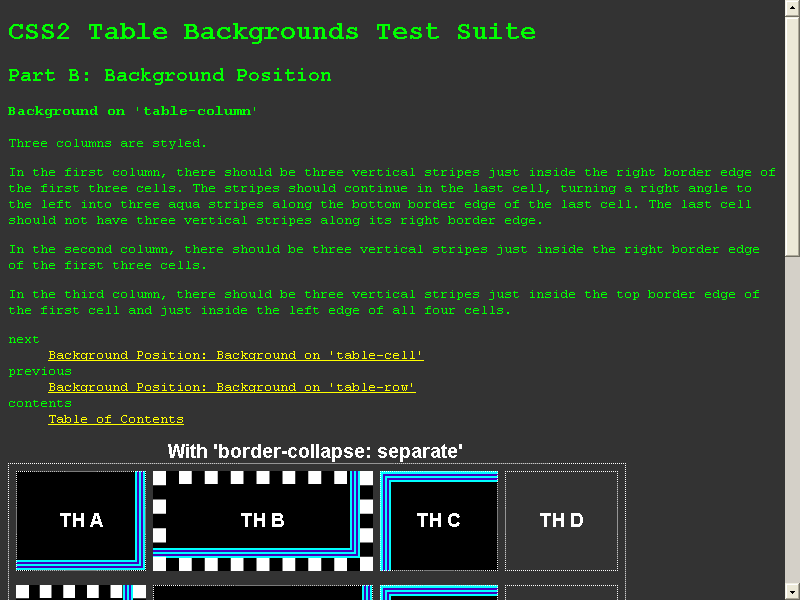 CSS2 Table Backgrounds Test Suite
Part B: Background Position
Background on 'table-column'
Three columns are styled.
In the first column, there should be three vertical stripes just inside the right border edge of
the first three cells. The stripes should continue in the last cell, turning a right angle to
the left into three aqua stripes along the bottom border edge of the last cell. The last cell
should not have three vertical stripes along its right border edge.
In the second column, there should be three vertical stripes just inside the right border edge
of the first three cells.
In the third column, there should be three vertical stripes just inside the top border edge of
the first cell and just inside the left edge of all four cells.
next
Background Position: Background on 'table-cell'
previous
Background Position: Background on 'table-row'
contents
Table of Contents
With 'border-collapse: separate'
TH A TH B TH C TH D